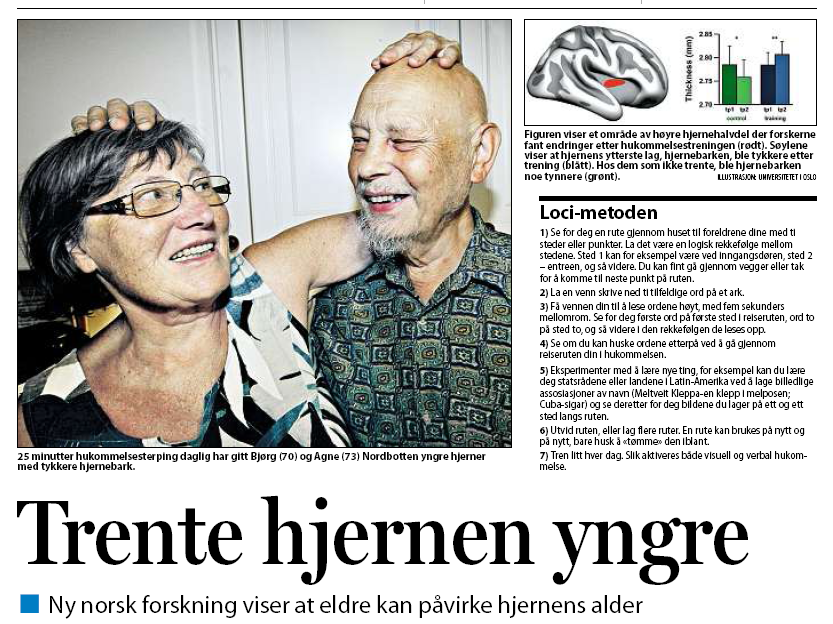 2.85
2.80
2.75
2.70
Thickness (mm)
*
**
tp1 tp2 tp1 tp2
control training
Figuren viser et område av høyre hjernehalvdel der forskerne
fant endringer etter hukommelsestreningen (rødt). Søylene
viser at hjernens ytterste lag, hjernebarken, ble tykkere etter
trening (blått). Hos dem som ikke trente, ble hjernebarken
noe tynnere (grønt). ILLUSTRASJON: UNIVERSITETET I OSLO
Loci-metoden
1) Se for deg en rute gjennom huset til foreldrene dine med ti
steder eller punkter. La det være en logisk rekkefølge mellom
stedene. Sted 1 kan for eksempel være ved inngangsdøren, sted 2
– entreen, og så videre. Du kan fint gå gjennom vegger eller tak
for å komme til neste punkt på ruten.
2) La en venn skrive ned ti tilfeldige ord på et ark.
3) Få vennen din til å lese ordene høyt, med fem sekunders
mellomrom. Se for deg første ord på første sted i reiseruten, ord to
på sted to, og så videre i den rekkefølgen de leses opp.
4) Se om du kan huske ordene etterpå ved å gå gjennom
reiseruten din i hukommelsen.
5) Eksperimenter med å lære nye ting, for eksempel kan du lære
deg statsrådene eller landene i Latin-Amerika ved å lage billedlige
assosiasjoner av navn (Meltveit Kleppa-en klepp i melposen;
Cuba-sigar) og se deretter for deg bildene du lager på ett og ett
sted langs ruten.
6) Utvid ruten, eller lag flere ruter. En rute kan brukes på nytt og
på nytt, bare husk å «tømme» den iblant.
7) Tren litt hver dag. Slik aktiveres både visuell og verbal hukom-
melse.
25 minutter hukommelsesterping daglig har gitt Bjørg (70) og Agne (73) Nordbotten yngre hjerner
med tykkere hjernebark.
Trente hjernen yngre
Ny norsk forskning viser at eldre kan påvirke hjernens alder